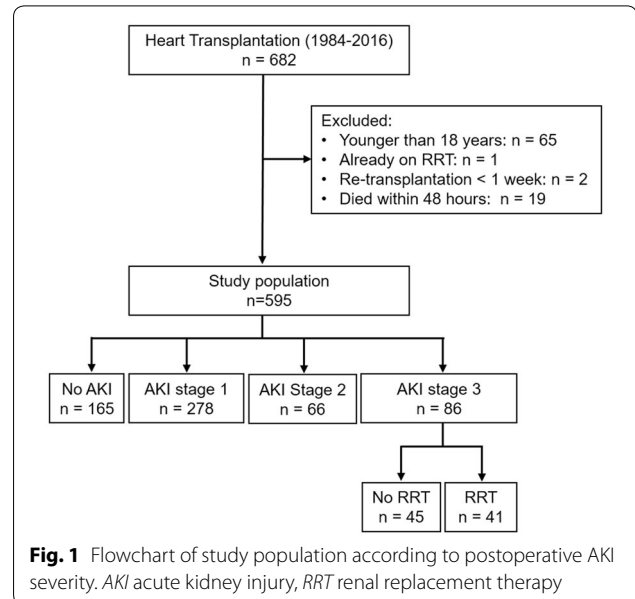 Heart Transplantation (1984-2016)
n = 682
Excluded:
• Younger than 18 years: n = 65
• Already on RRT: n = 1
• Re-transplantation < 1 week: n = 2
• Died within 48 hours: n = 19
Study population
n=595
No AKI
n = 165
AKI stage 1
n = 278
AKI Stage 2
n = 66
AKI stage 3
n = 86
No RRT
n = 45
RRT
n = 41
Fig. 1 Flowchart of study population according to postoperative AKI
severity. AKI acute kidney injury, RRT renal replacement therapy